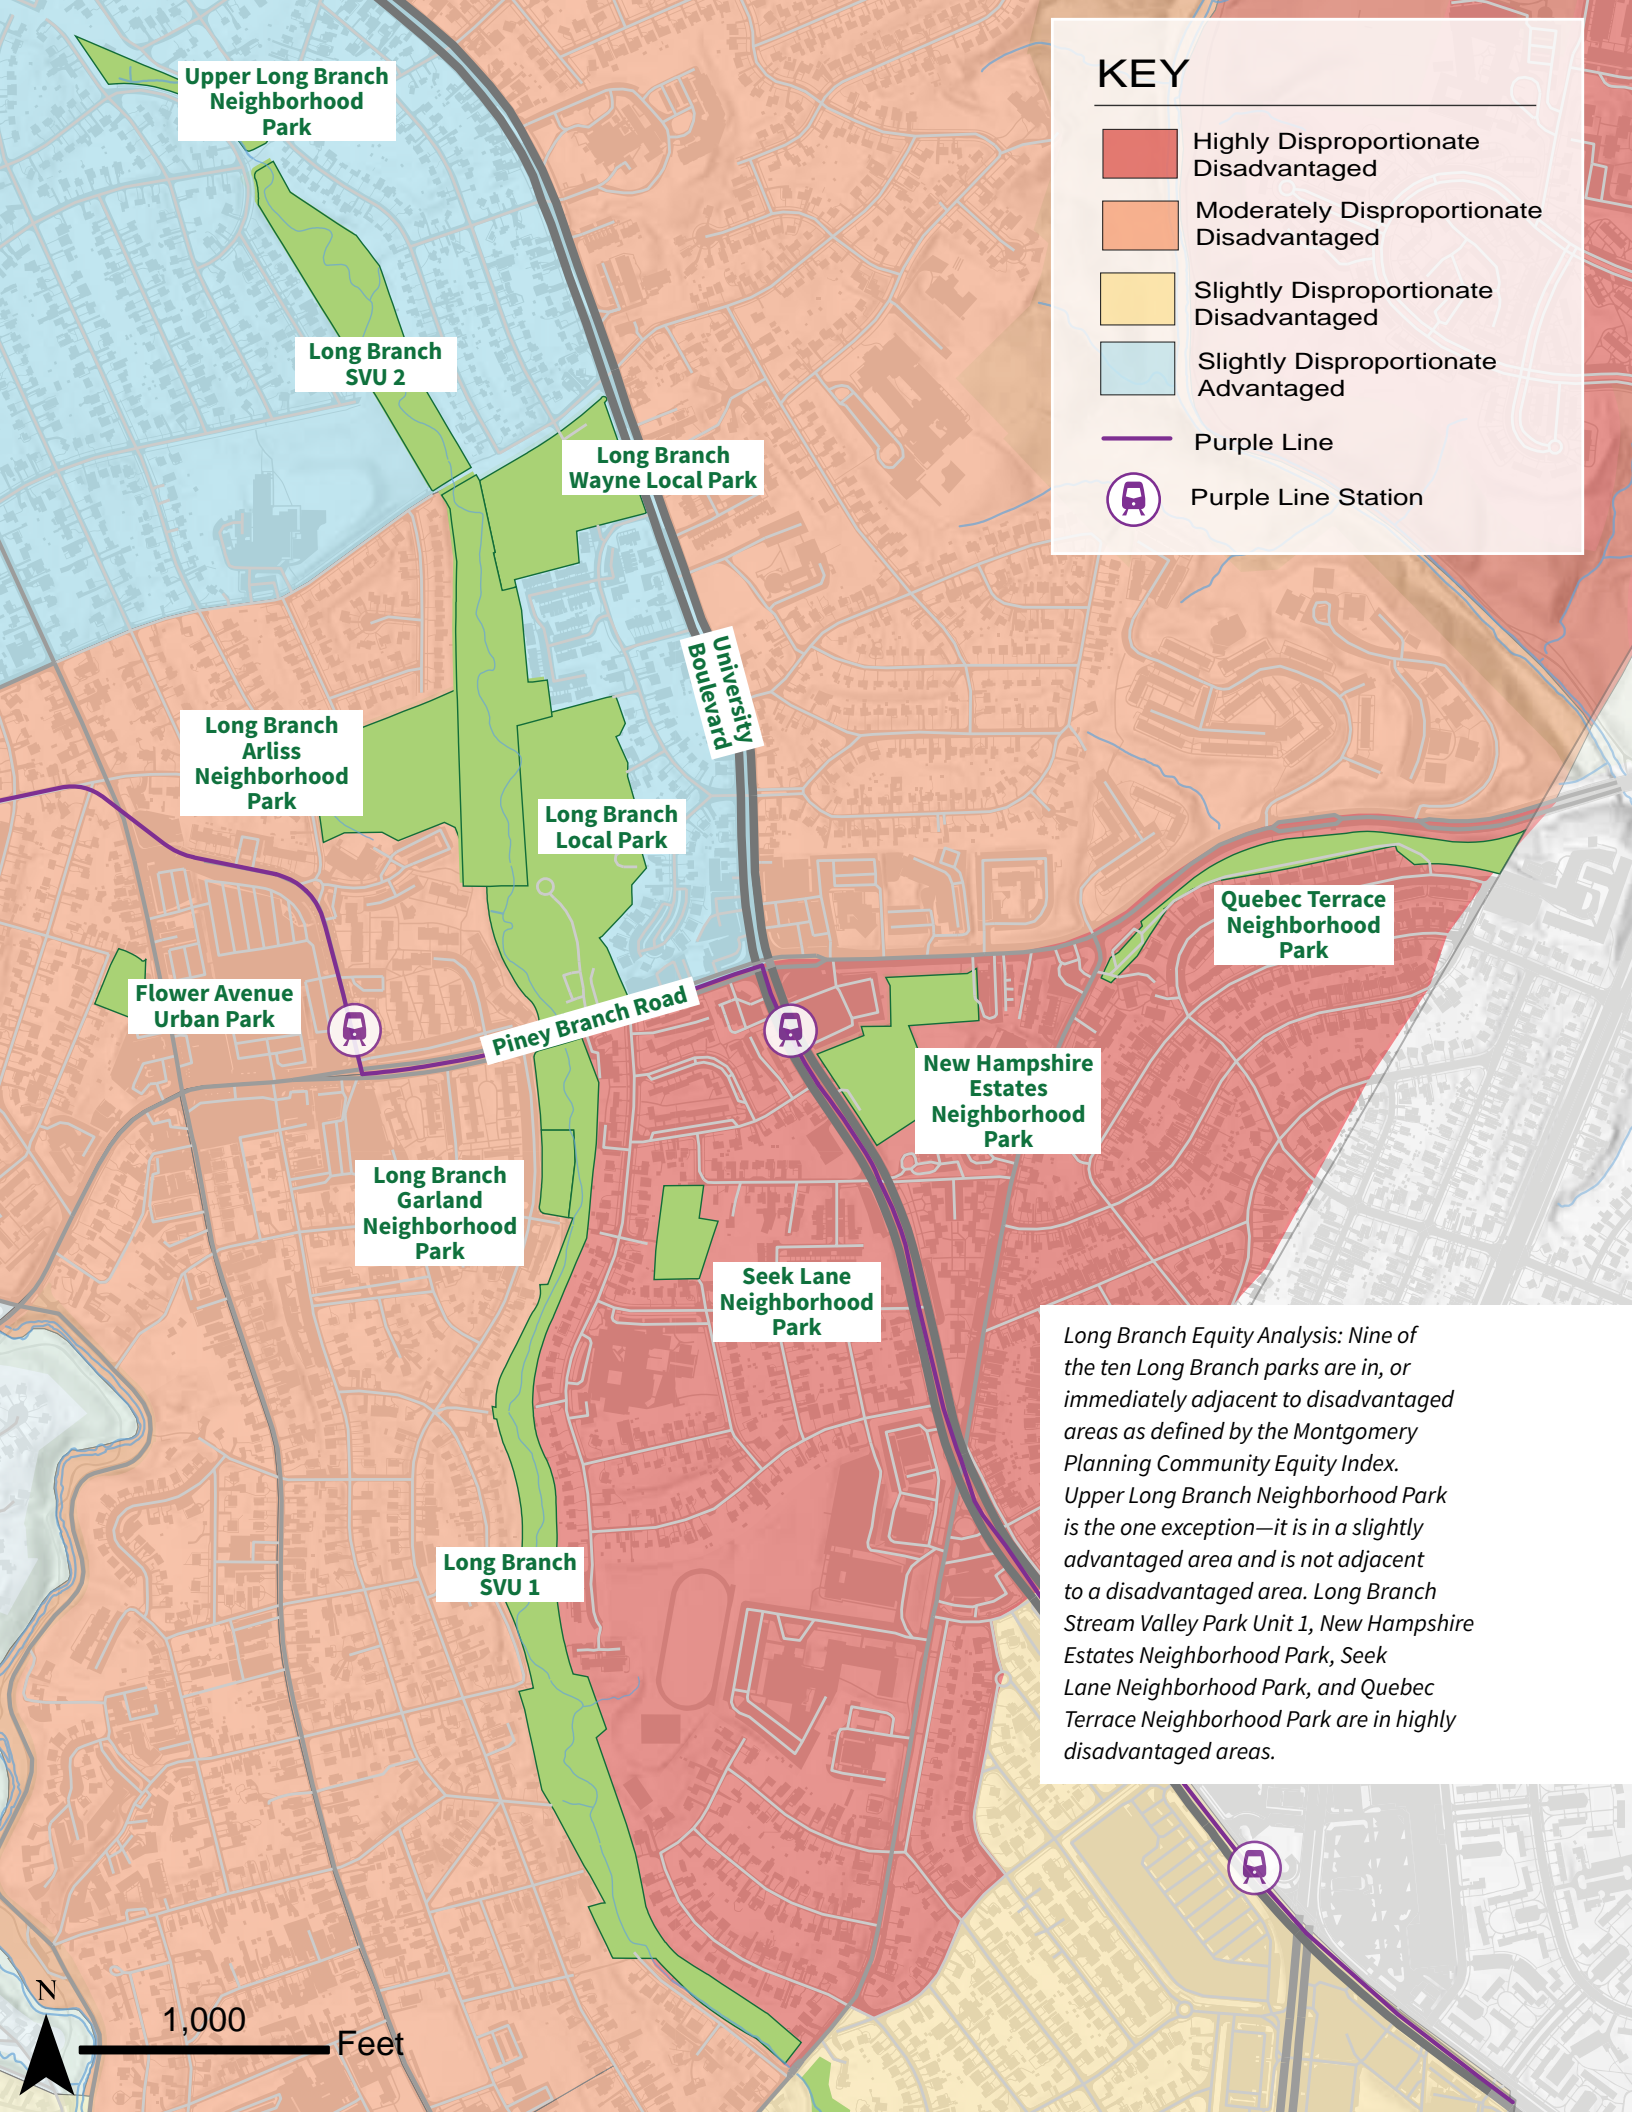 KEY
Highly Disproportionate
Disadvantaged
Moderately Disproportionate
Disadvantaged
Slightly Disproportionate
Disadvantaged
Slightly Disproportionate
Advantaged
Purple Line
Purple Line Station
Upper Long Branch
Neighborhood
Park
Long Branch
SVU 2
Long Branch
Wayne Local Park
University
Boulevard
Long Branch
Arliss
Neighborhood
Park
Long Branch
Local Park
Quebec Terrace
Neighborhood
Park
Flower Avenue
Urban Park
Piney Branch Road
New Hampshire
Estates
Neighborhood
Park
Long Branch
Garland
Neighborhood
Park
Seek Lane
Neighborhood
Park
Long Branch
SVU 1
Long Branch Equity Analysis: Nine of
the ten Long Branch parks are in, or
immediately adjacent to disadvantaged
areas as defined by the Montgomery
Planning Community Equity Index.
Upper Long Branch Neighborhood Park
is the one exception—it is in a slightly
advantaged area and is not adjacent
to a disadvantaged area. Long Branch
Stream Valley Park Unit 1, New Hampshire
Estates Neighborhood Park, Seek
Lane Neighborhood Park, and Quebec
Terrace Neighborhood Park are in highly
disadvantaged areas.
N
1,000
Feet